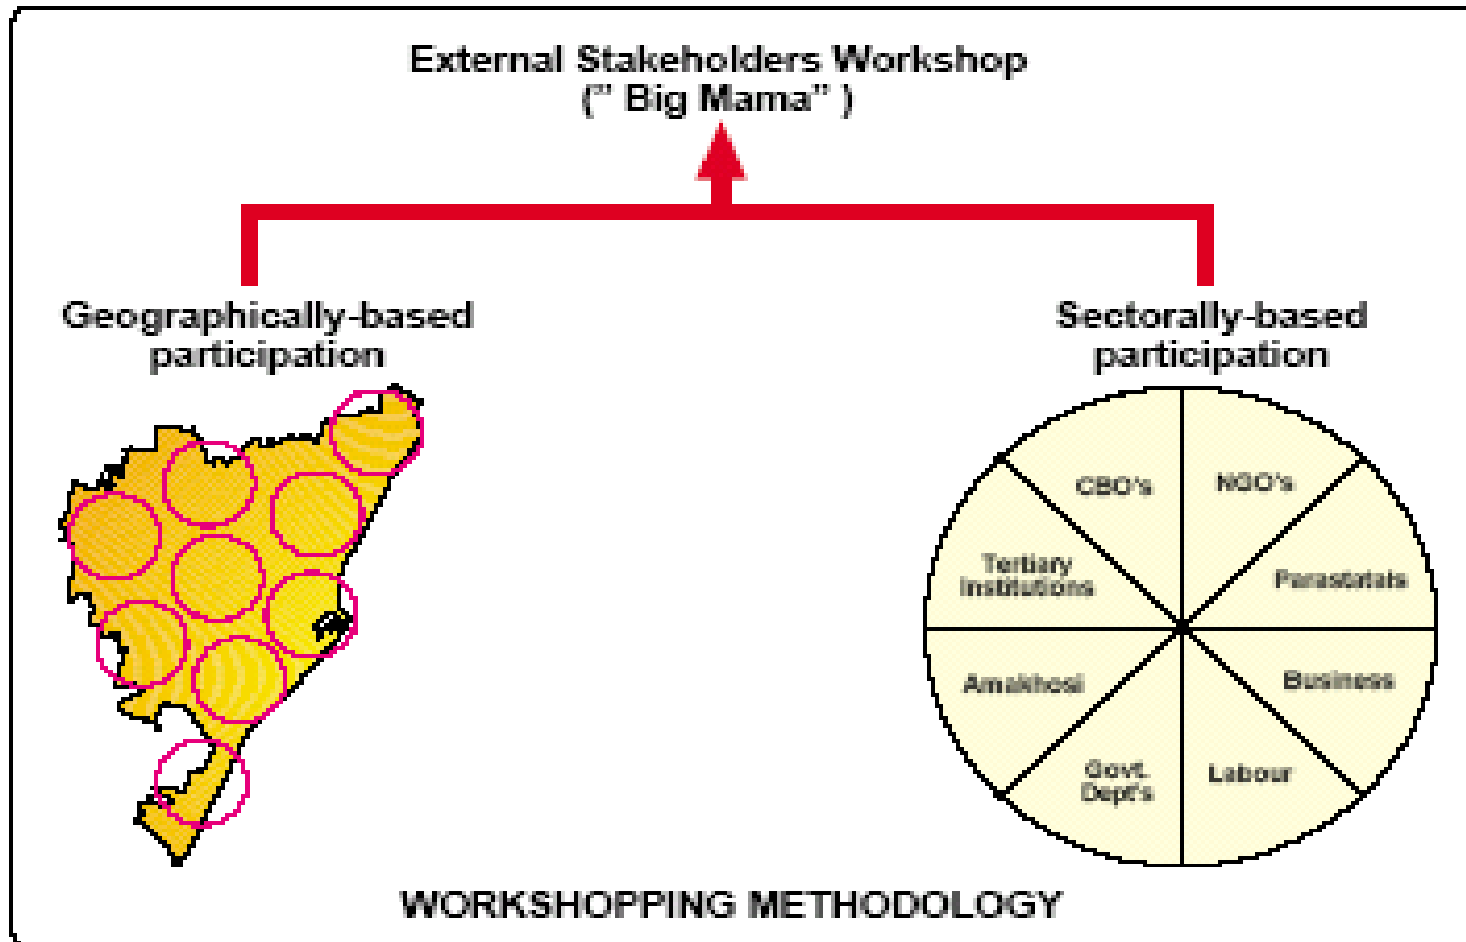 External Stakeholders Workshop
(" Big Mama" )
Geographically-based
participation
Sectorally-based
participation
CBO's
NGO's
Tertiary
Institutions
Parastatals
Amakhosi
Business
Govt.
Dept's
Labour
WORKSHOPPING METHODOLOGY